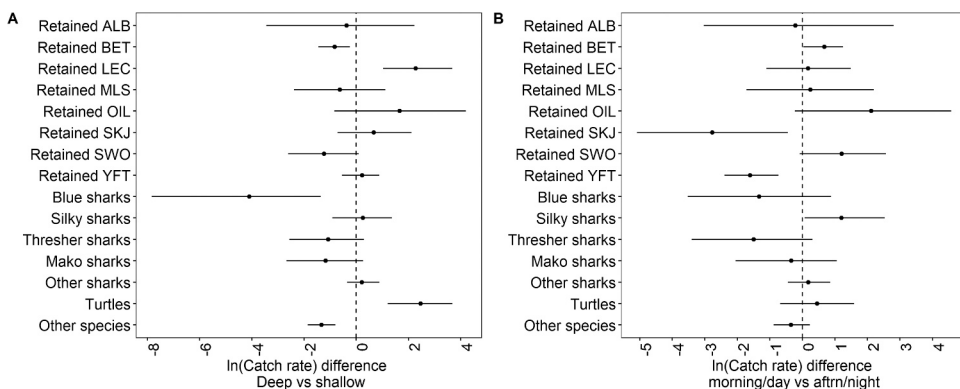 A
Retained ALB
Retained BET
Retained LEC
Retained MLS
Retained OIL
Retained SKJ
Retained SWO
Retained YFT
Blue sharks
Silky sharks
Thresher sharks
Mako sharks
Other sharks
Turtles
Other species
-8 -6 -4 -2 0 2 4
ln(Catch rate) difference
Deep vs shallow
B
Retained ALB
Retained BET
Retained LEC
Retained MLS
Retained OIL
Retained SKJ
Retained SWO
Retained YFT
Blue sharks
Silky sharks
Thresher sharks
Mako sharks
Other sharks
Turtles
Other species
-5 -4 -3 -2 -1 0 1 2 3 4
ln(Catch rate) difference
morning/day vs aftrn/night